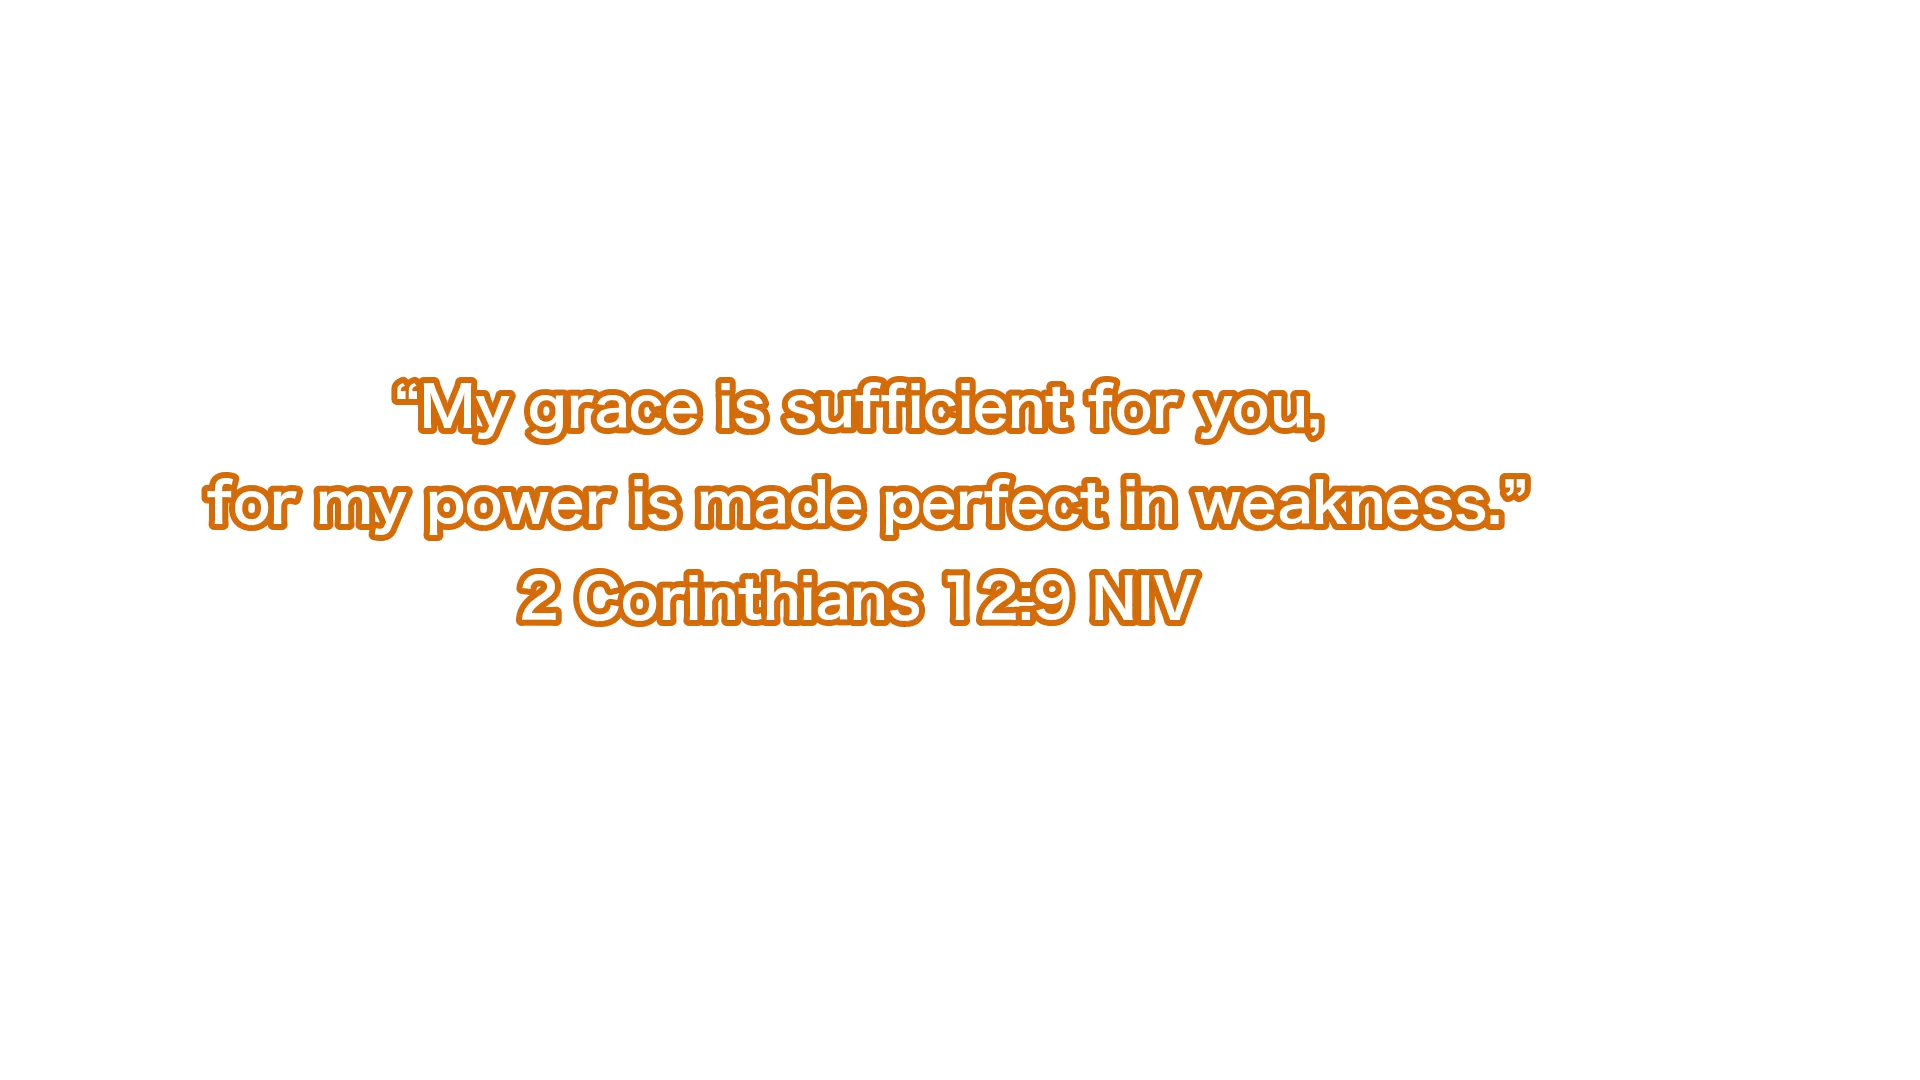 “My grace is sufficient for you,
for my power is made perfect in weakness.”
2 Corinthians 12:9 NIV